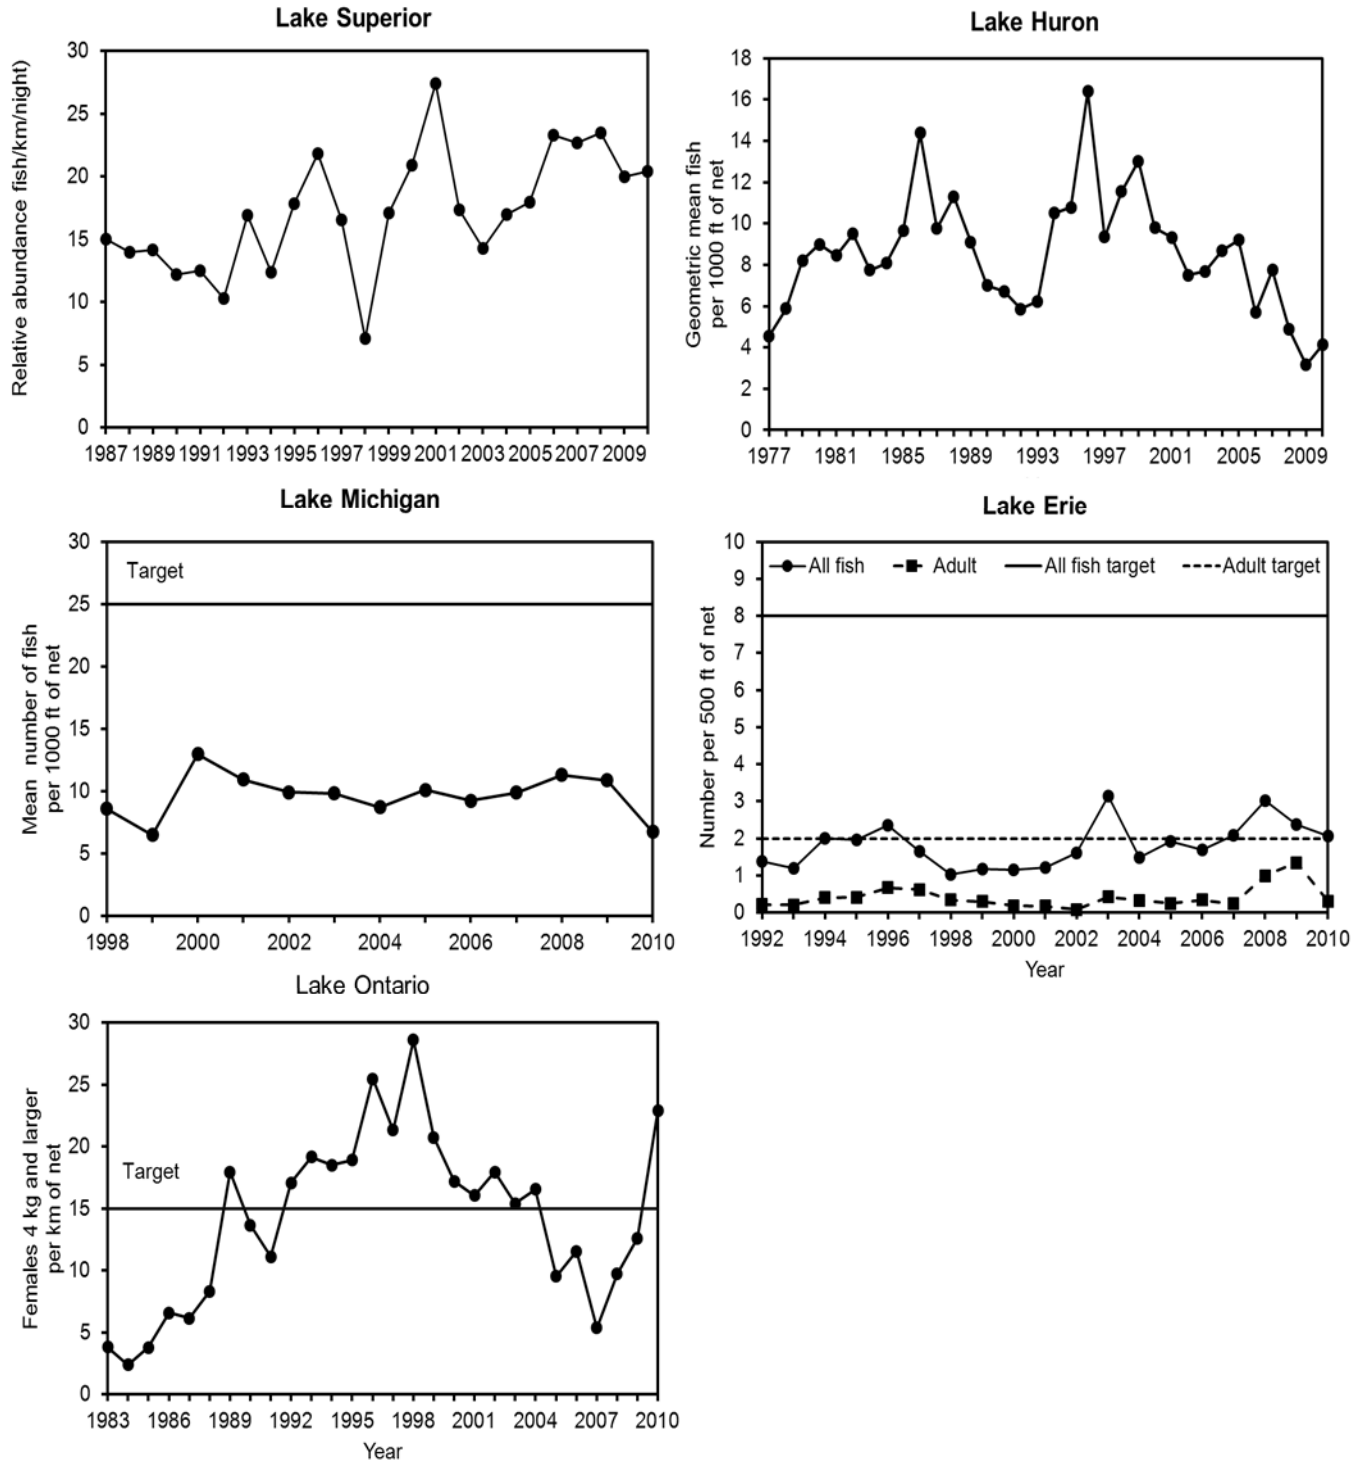 Lake Superior
Relative abundance fish/km/night)
30
25
20
15
10
5
0
1987 1989 1991 1993 1995 1997 1999 2001 2003 2005 2007 2009
Lake Huron
Geometric mean fish
per 1000 ft of net
18
16
14
12
10
8
6
4
2
0
1977 1981 1985 1989 1993 1997 2001 2005 2009
Lake Michigan
Mean number of fish
per 1000 ft of net
30
25
20
15
10
5
0
Target
1998 2000 2002 2004 2006 2008 2010
Lake Erie
Number per 500 ft of net
10
9
8
7
6
5
4
3
2
1
0
All fish Adult All fish target Adult target
1992 1994 1996 1998 2000 2002 2004 2006 2008 2010
Year
Lake Ontario
Females 4 kg and larger
per km of net
30
25
20
15
10
5
0
Target
1983 1986 1989 1992 1995 1998 2001 2004 2007 2010
Year